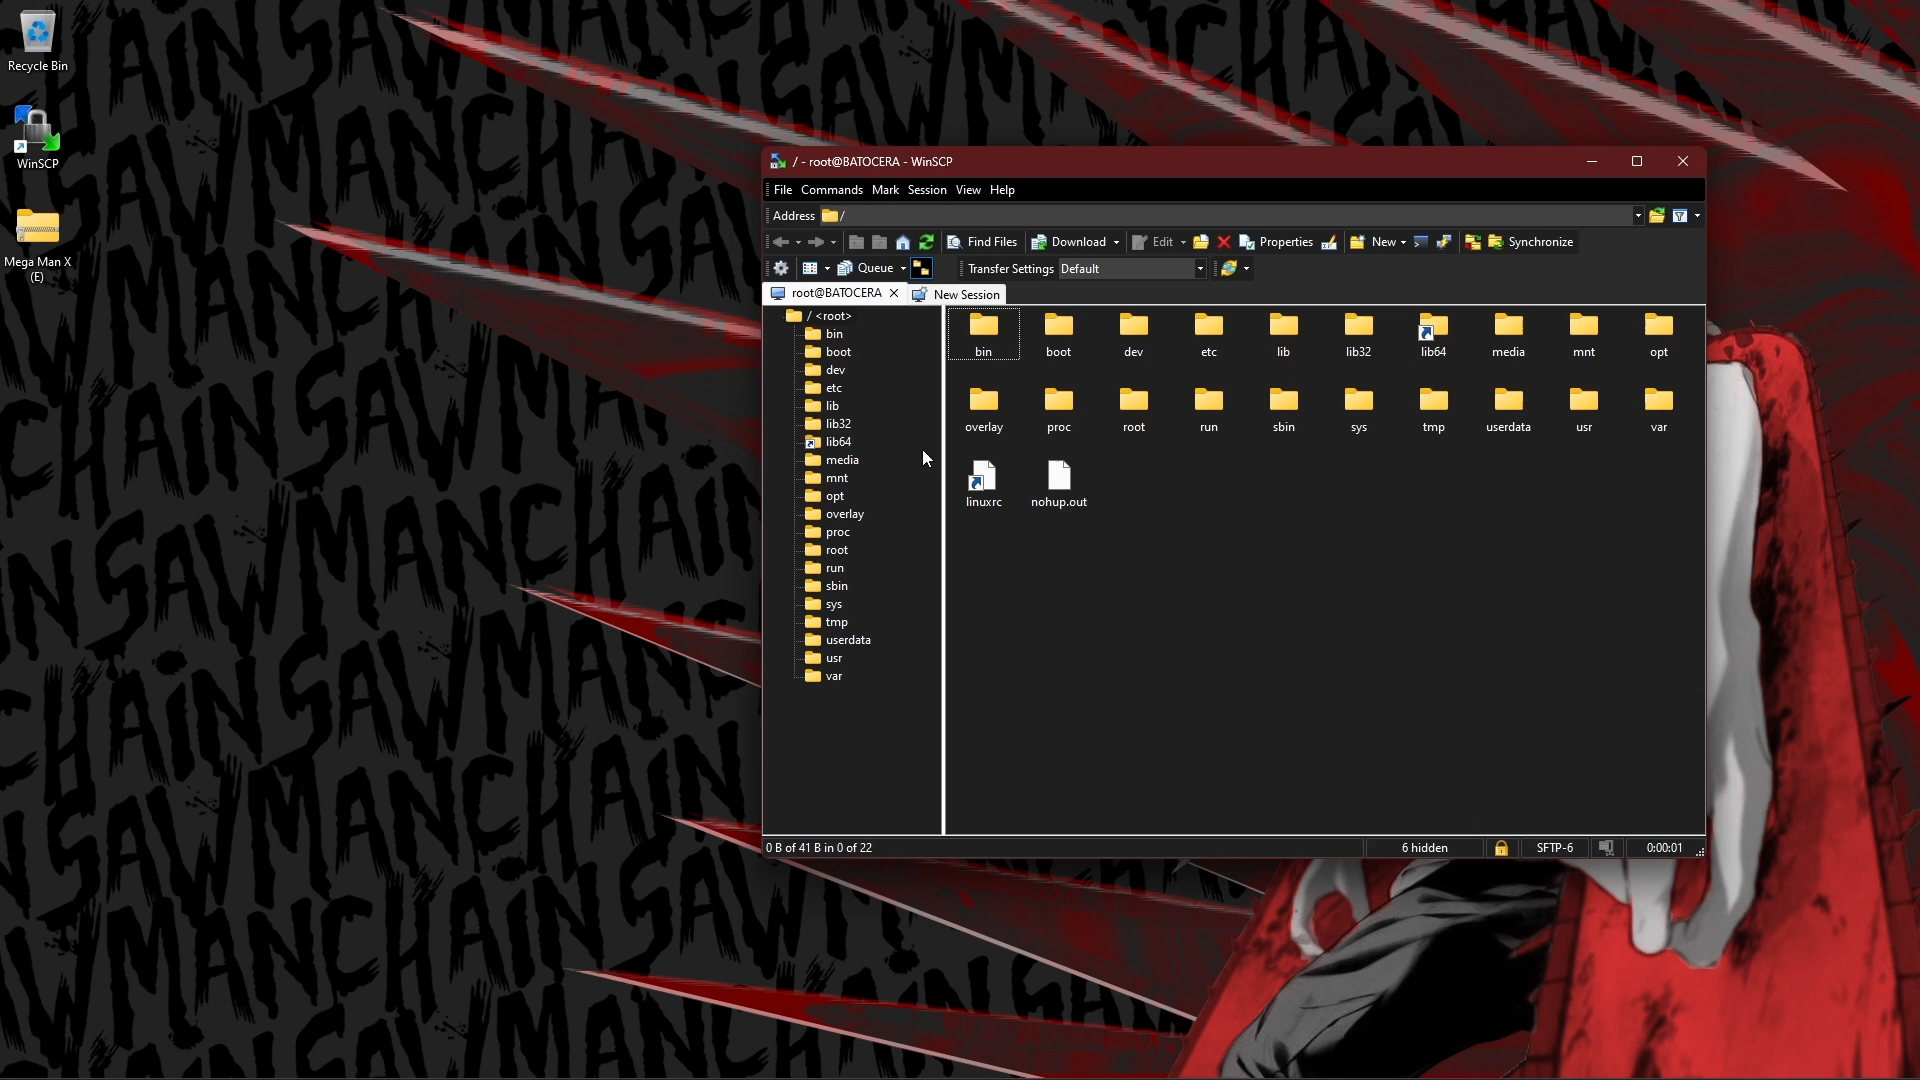 Recycle Bin
WinSCP
Mega Man X
(E)
/ - root@BATOCERA - WinSCP
File Commands Mark Session View Help
Address /
Find Files Download Edit Properties New Synchronize
Queue Transfer Settings Default
root@BATOCERA New Session
/ <root>
bin
boot
dev
etc
lib
lib32
lib64
media
mnt
opt
overlay
proc
root
run
sbin
sys
tmp
userdata
usr
var
bin boot dev etc lib lib32 lib64 media mnt opt
overlay proc root run sbin sys tmp userdata usr var
linuxrc nohup.out
0 B of 41 B in 0 of 22 6 hidden SFTP-6 0:00:01
CHAINSAWMANCHAINSAWMANCHAINSAWMAN